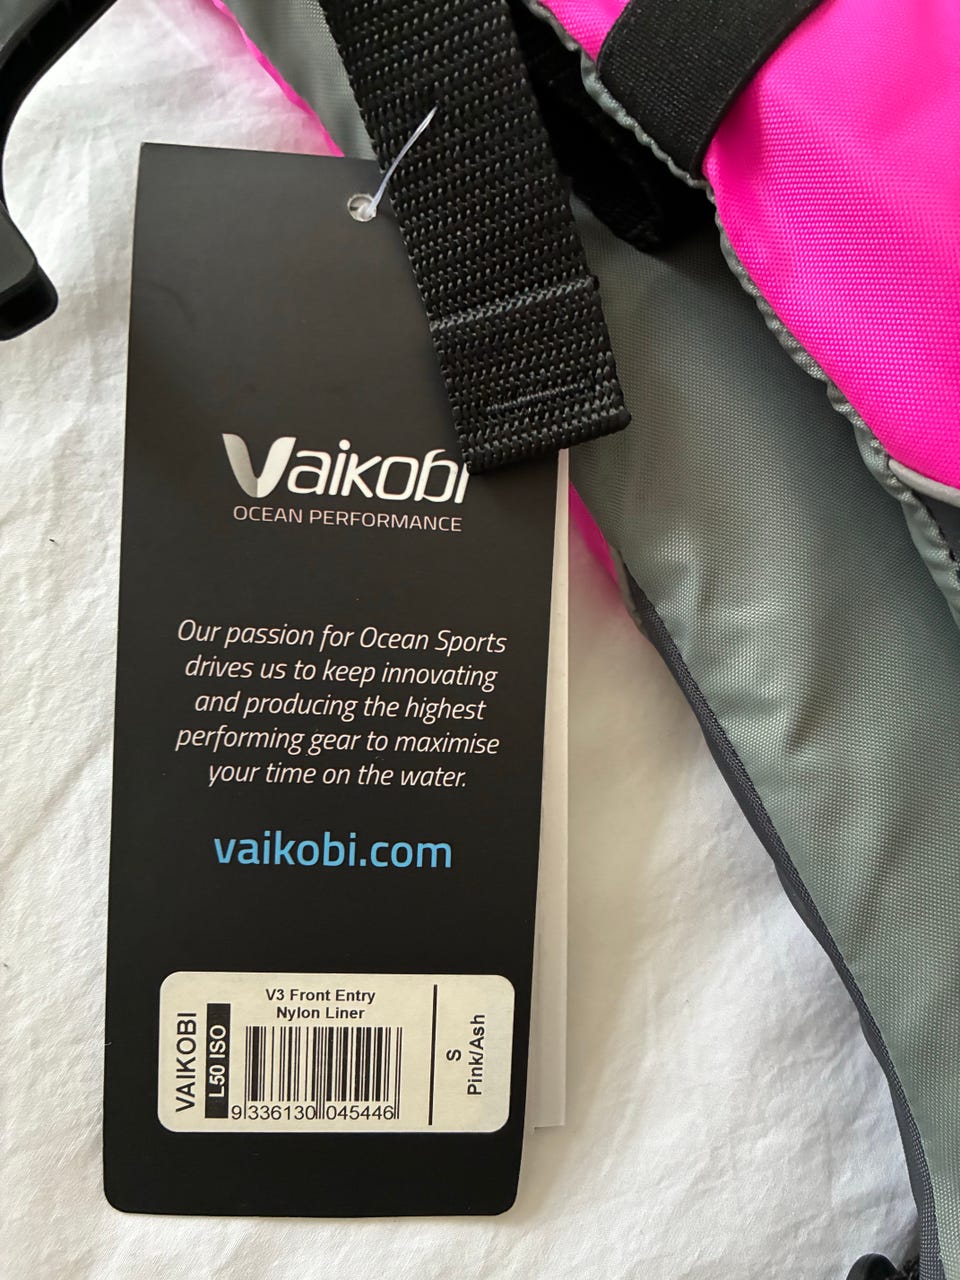 Vaikobi
OCEAN PERFORMANCE
Our passion for Ocean Sports
drives us to keep innovating
and producing the highest
performing gear to maximise
your time on the water.
vaikobi.com
VAIKOBI
L50 ISO
V3 Front Entry
Nylon Liner
9 336130 045446
S
Pink/Ash